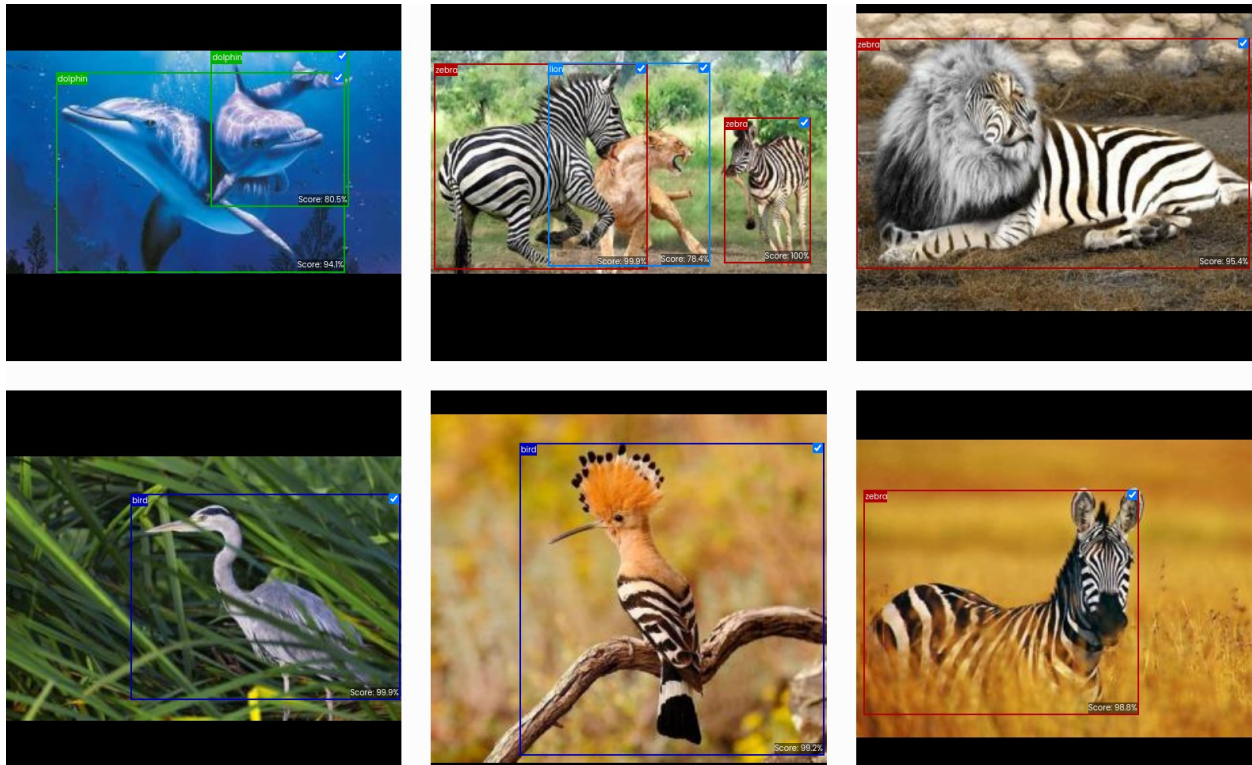 dolphin
dolphin
Score: 80.5%
Score: 94.1%
zebra
lion
zebra
Score: 99.9%
Score: 78.4%
Score: 100%
zebra
Score: 95.4%
bird
Score: 99.9%
bird
Score: 99.2%
zebra
Score: 98.8%